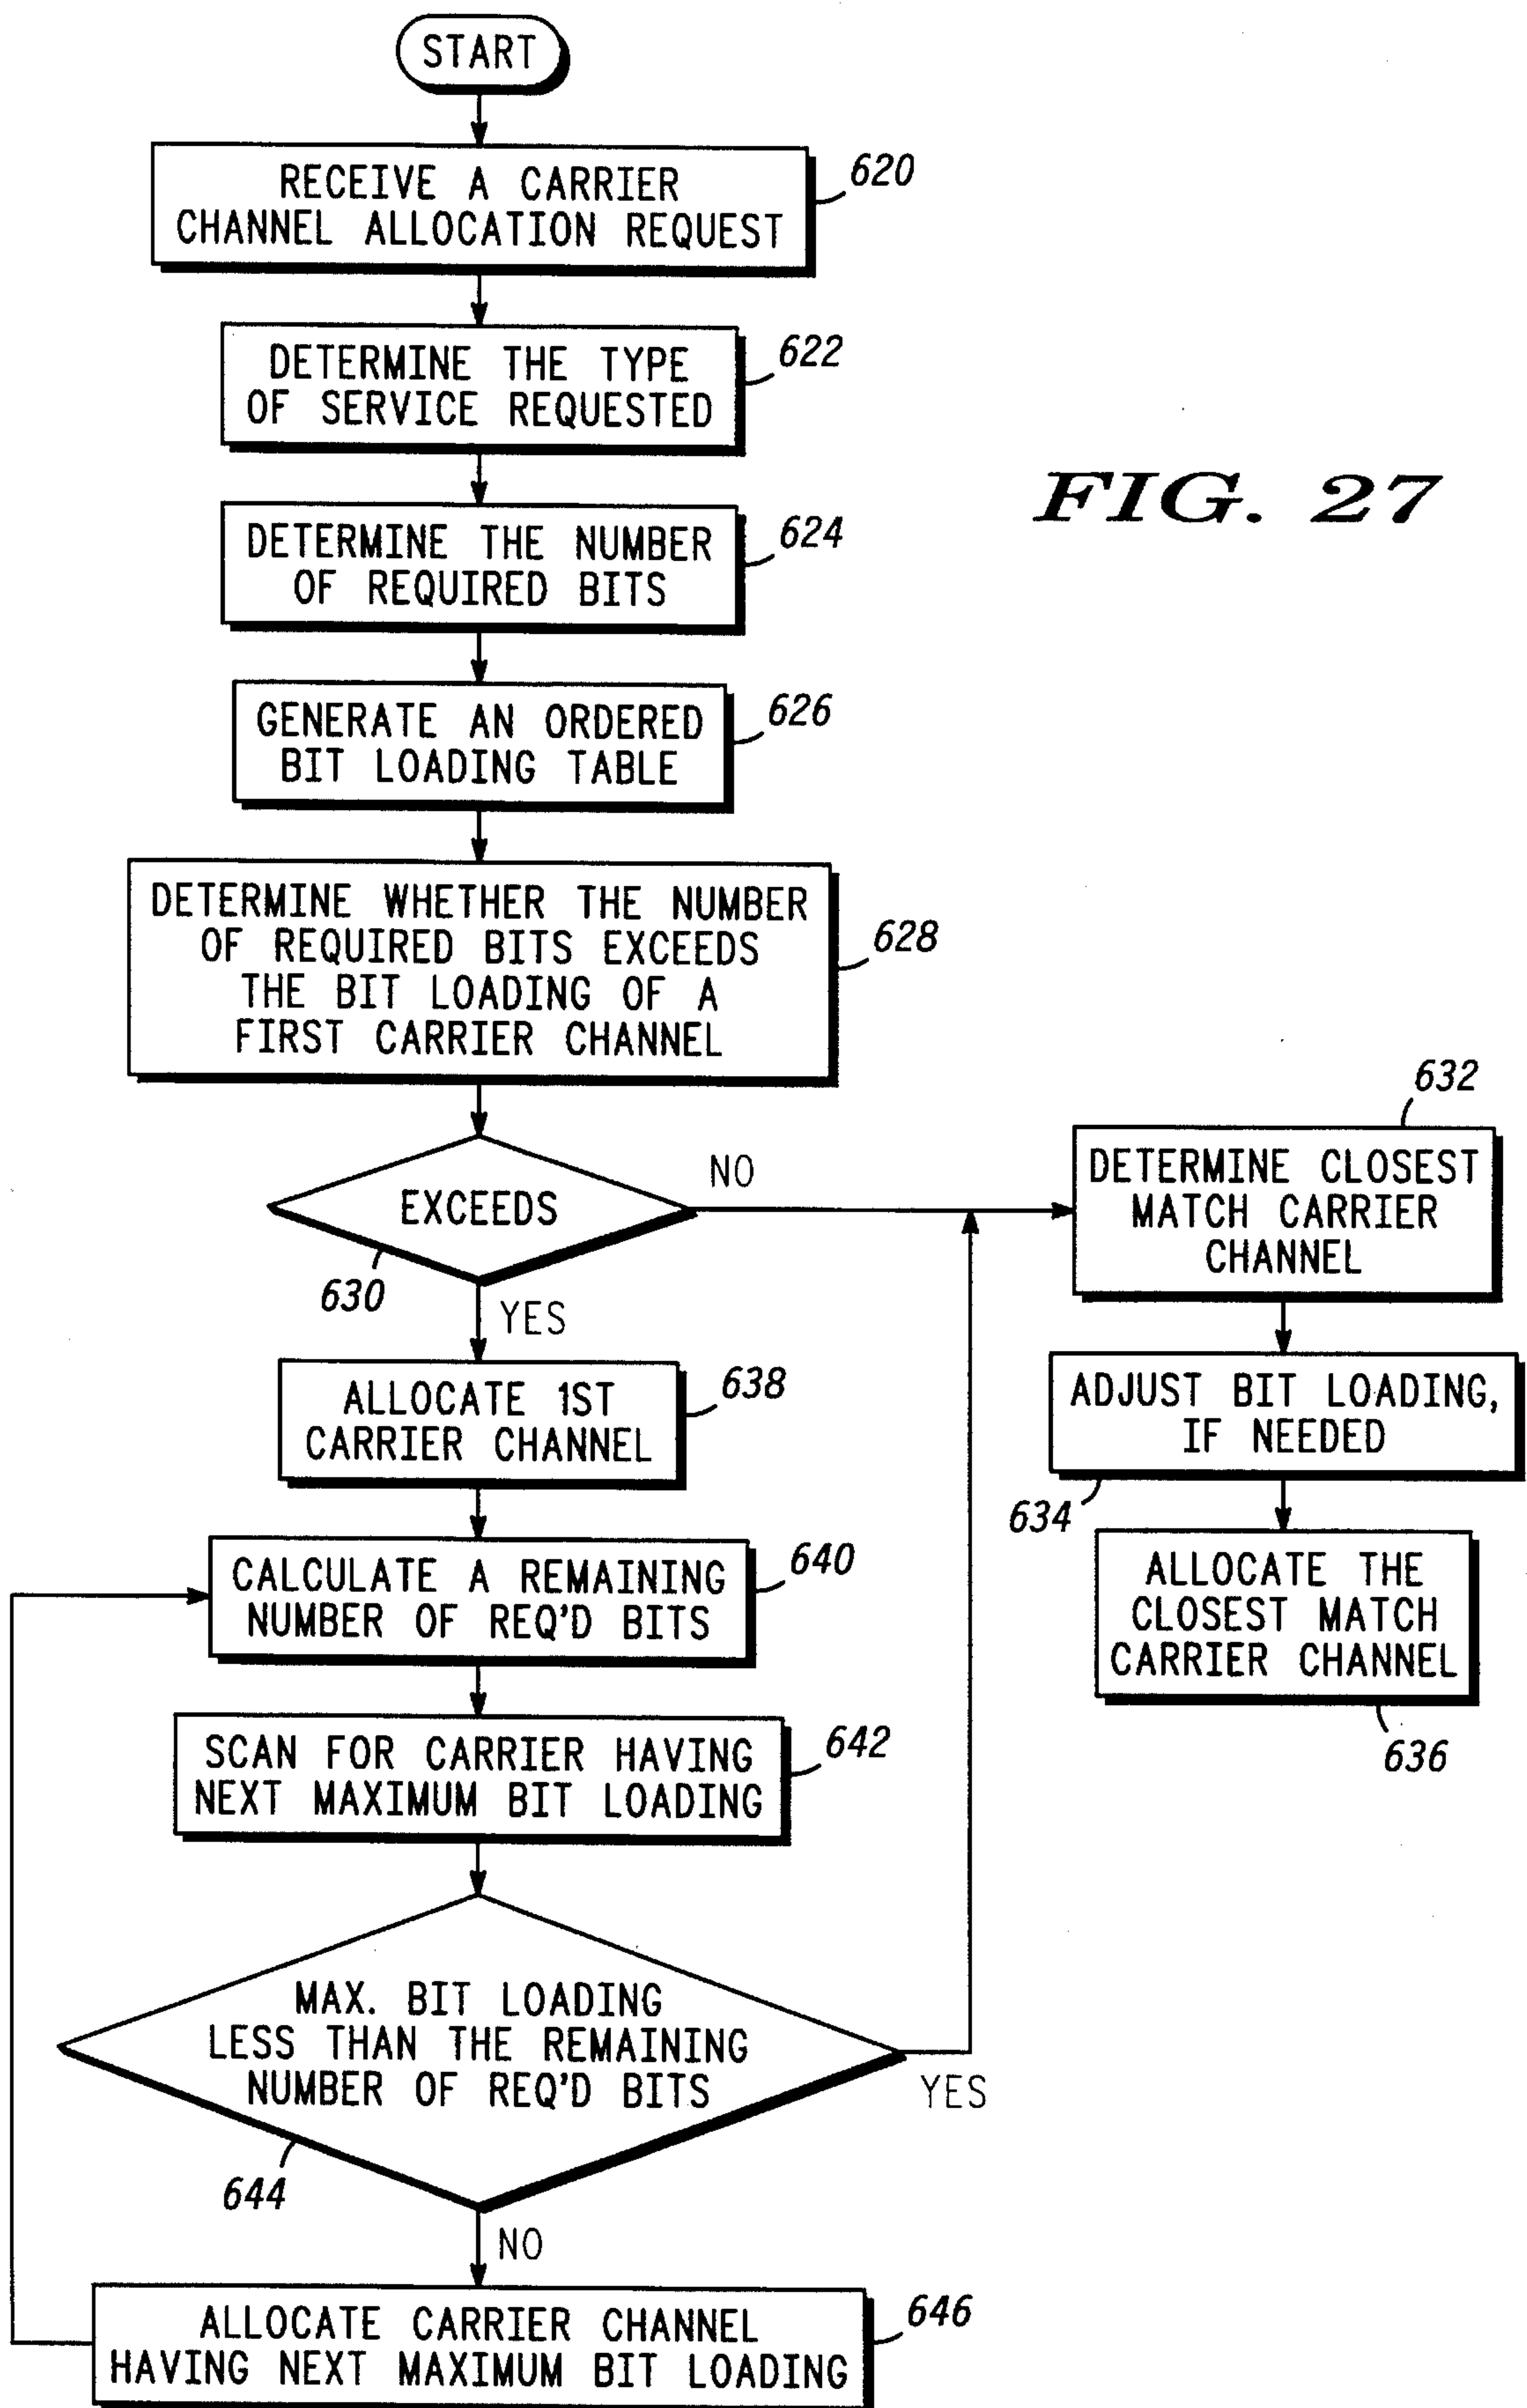 START
RECEIVE A CARRIER
CHANNEL ALLOCATION REQUEST
620
DETERMINE THE TYPE
OF SERVICE REQUESTED
622
FIG. 27
DETERMINE THE NUMBER
OF REQUIRED BITS
624
GENERATE AN ORDERED
BIT LOADING TABLE
626
DETERMINE WHETHER THE NUMBER
OF REQUIRED BITS EXCEEDS
THE BIT LOADING OF A
FIRST CARRIER CHANNEL
628
EXCEEDS
630
NO
YES
632
DETERMINE CLOSEST
MATCH CARRIER
CHANNEL
ADJUST BIT LOADING,
IF NEEDED
634
ALLOCATE THE
CLOSEST MATCH
CARRIER CHANNEL
636
ALLOCATE 1ST
CARRIER CHANNEL
638
CALCULATE A REMAINING
NUMBER OF REQ'D BITS
640
SCAN FOR CARRIER HAVING
NEXT MAXIMUM BIT LOADING
642
MAX. BIT LOADING
LESS THAN THE REMAINING
NUMBER OF REQ'D BITS
644
YES
NO
ALLOCATE CARRIER CHANNEL
HAVING NEXT MAXIMUM BIT LOADING
646